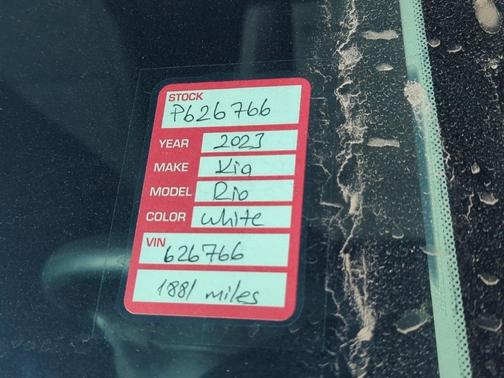 STOCK
P626766
YEAR 2023
MAKE Kia
MODEL Rio
COLOR white
VIN
626766
1881 miles